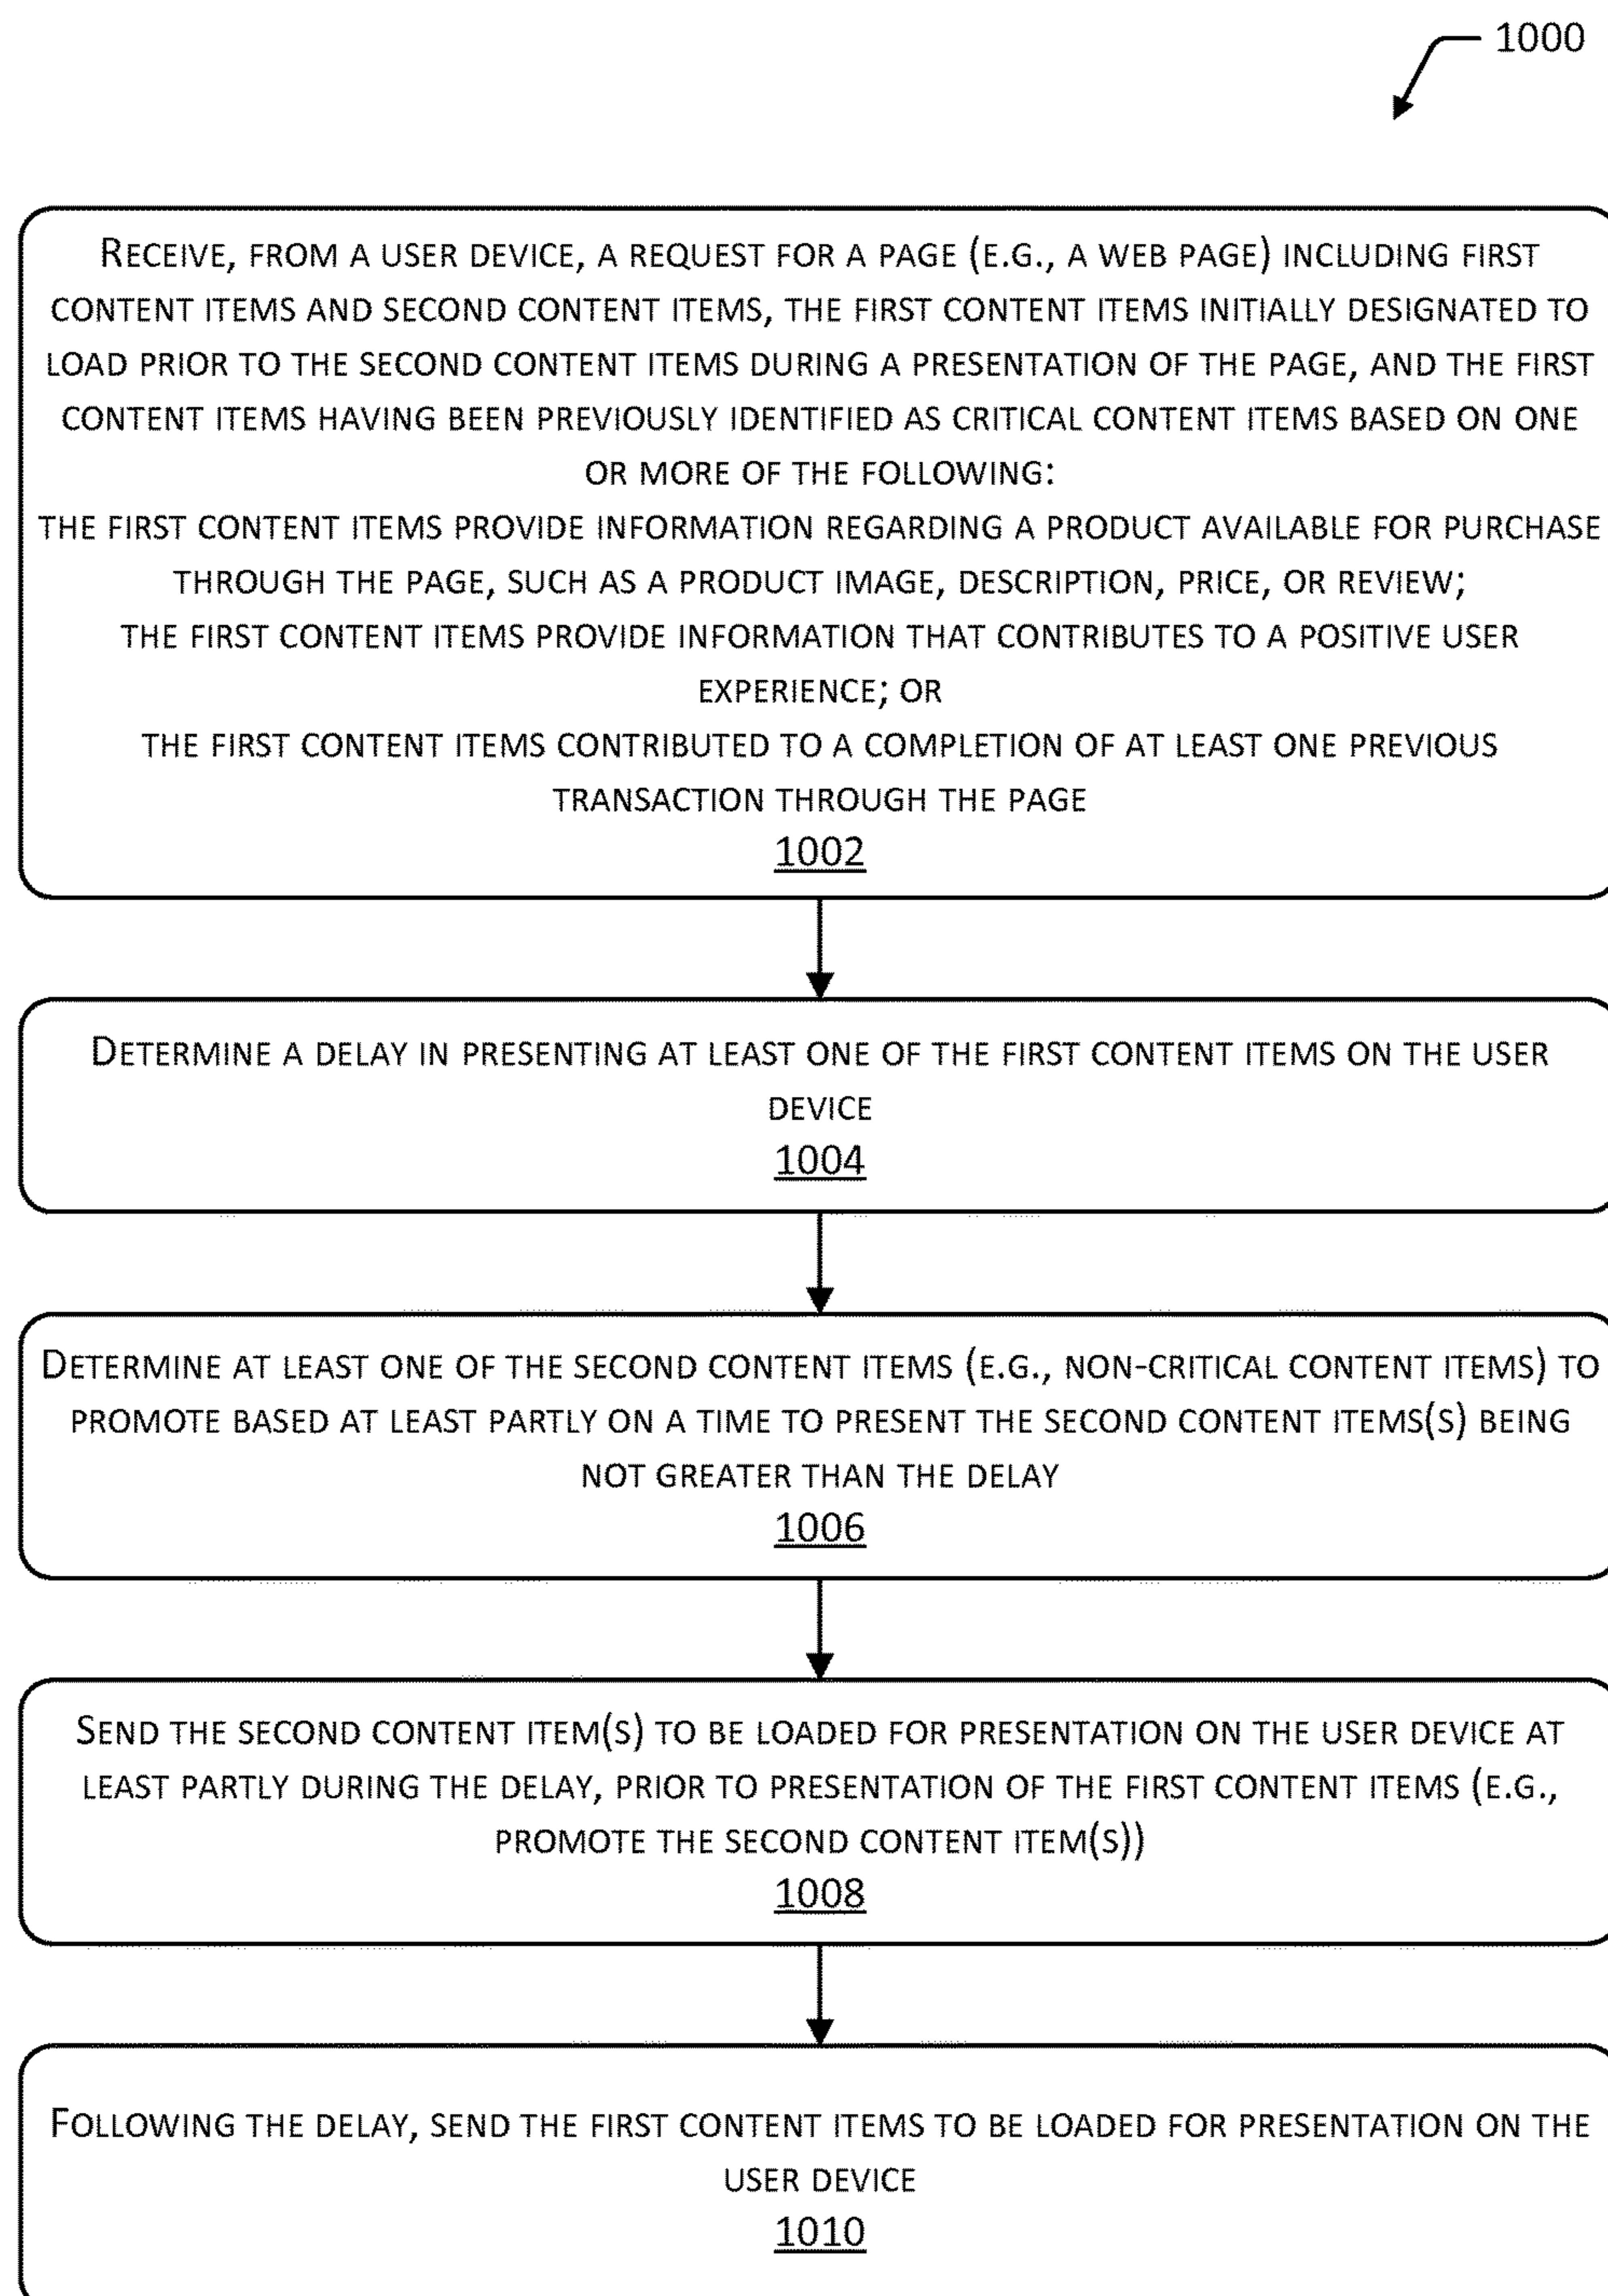 1000
RECEIVE, FROM A USER DEVICE, A REQUEST FOR A PAGE (E.G., A WEB PAGE) INCLUDING FIRST
CONTENT ITEMS AND SECOND CONTENT ITEMS, THE FIRST CONTENT ITEMS INITIALLY DESIGNATED TO
LOAD PRIOR TO THE SECOND CONTENT ITEMS DURING A PRESENTATION OF THE PAGE, AND THE FIRST
CONTENT ITEMS HAVING BEEN PREVIOUSLY IDENTIFIED AS CRITICAL CONTENT ITEMS BASED ON ONE
OR MORE OF THE FOLLOWING:
THE FIRST CONTENT ITEMS PROVIDE INFORMATION REGARDING A PRODUCT AVAILABLE FOR PURCHASE
THROUGH THE PAGE, SUCH AS A PRODUCT IMAGE, DESCRIPTION, PRICE, OR REVIEW;
THE FIRST CONTENT ITEMS PROVIDE INFORMATION THAT CONTRIBUTES TO A POSITIVE USER
EXPERIENCE; OR
THE FIRST CONTENT ITEMS CONTRIBUTED TO A COMPLETION OF AT LEAST ONE PREVIOUS
TRANSACTION THROUGH THE PAGE
1002
DETERMINE A DELAY IN PRESENTING AT LEAST ONE OF THE FIRST CONTENT ITEMS ON THE USER
DEVICE
1004
DETERMINE AT LEAST ONE OF THE SECOND CONTENT ITEMS (E.G., NON-CRITICAL CONTENT ITEMS) TO
PROMOTE BASED AT LEAST PARTLY ON A TIME TO PRESENT THE SECOND CONTENT ITEMS(S) BEING
NOT GREATER THAN THE DELAY
1006
SEND THE SECOND CONTENT ITEM(S) TO BE LOADED FOR PRESENTATION ON THE USER DEVICE AT
LEAST PARTLY DURING THE DELAY, PRIOR TO PRESENTATION OF THE FIRST CONTENT ITEMS (E.G.,
PROMOTE THE SECOND CONTENT ITEM(S))
1008
FOLLOWING THE DELAY, SEND THE FIRST CONTENT ITEMS TO BE LOADED FOR PRESENTATION ON THE
USER DEVICE
1010